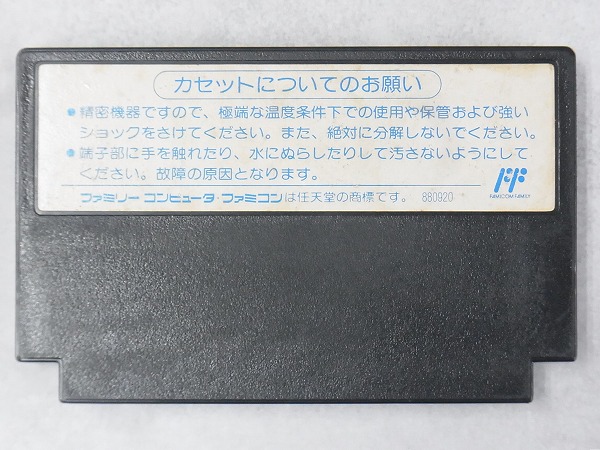 カセットについてのお願い
●精密機器ですので、極端な温度条件下での使用や保管および強い
ショックをさけてください。また、絶対に分解しないでください。
●端子部に手を触れたり、水にぬらしたりして汚さないようにして
ください。故障の原因となります。
ファミリーコンピュータ・ファミコンは任天堂の商標です。 880920
FF
FAMICOM FAMILY